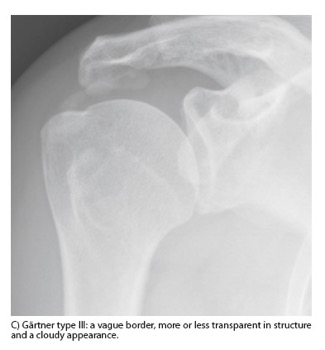 C) Gärtner type III: a vague border, more or less transparent in structure
and a cloudy appearance.